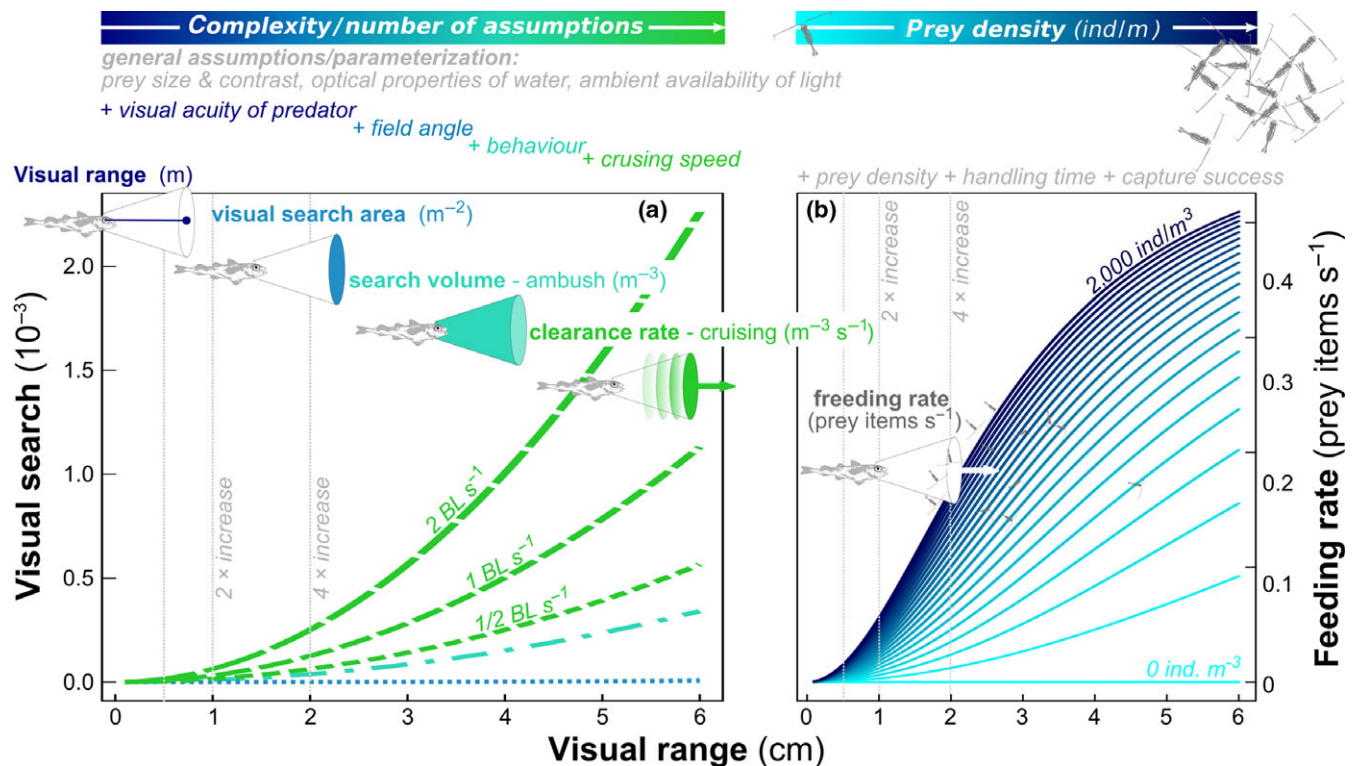 Complexity/number of assumptions
Prey density (ind/m)
general assumptions/parameterization:
prey size & contrast, optical properties of water, ambient availability of light
+ visual acuity of predator
+ field angle
+ behaviour
+ crusing speed
+ prey density + handling time + capture success
Visual range (m)
(a)
visual search area (m⁻²)
search volume - ambush (m⁻³)
clearance rate - cruising (m⁻³ s⁻¹)
2 BL s⁻¹
1 BL s⁻¹
1/2 BL s⁻¹
2 × increase
4 × increase
Visual search (10⁻³)
2.0
1.5
1.0
0.5
0.0
0
1
2
3
4
5
6
(b)
2 × increase
4 × increase
2.000 ind/m³
freeding rate
(prey items s⁻¹)
0 ind. m⁻³
0.4
0.3
0.2
0.1
0
Feeding rate (prey items s⁻¹)
0
1
2
3
4
5
6
Visual range (cm)